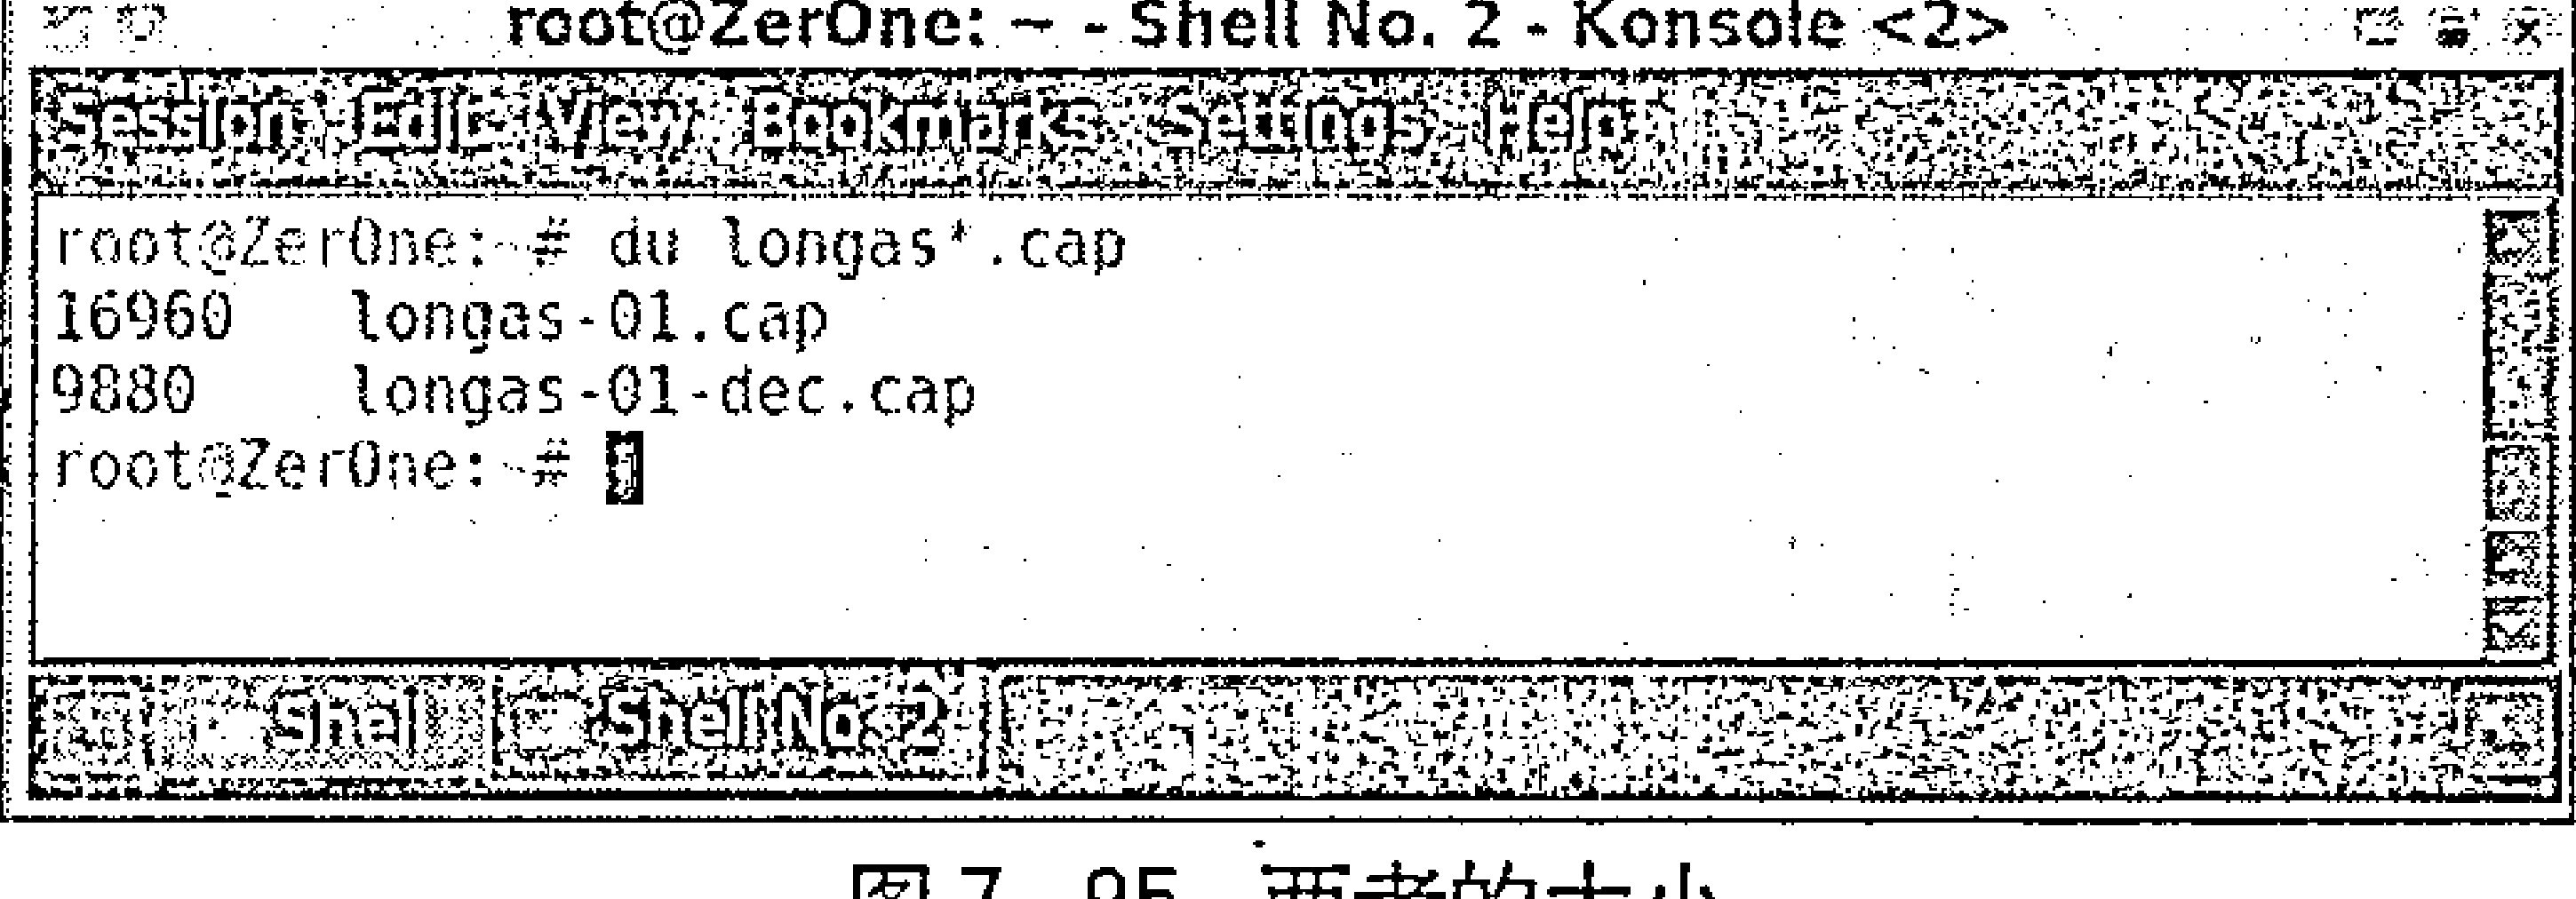 root@ZerOne: ~ - Shell No. 2 - Konsole <2>
Session Edit View Bookmarks Settings Help
root@ZerOne:~# du longas*.cap
16960 longas-01.cap
9880 longas-01-dec.cap
root@ZerOne:~#
Shell Shell No. 2